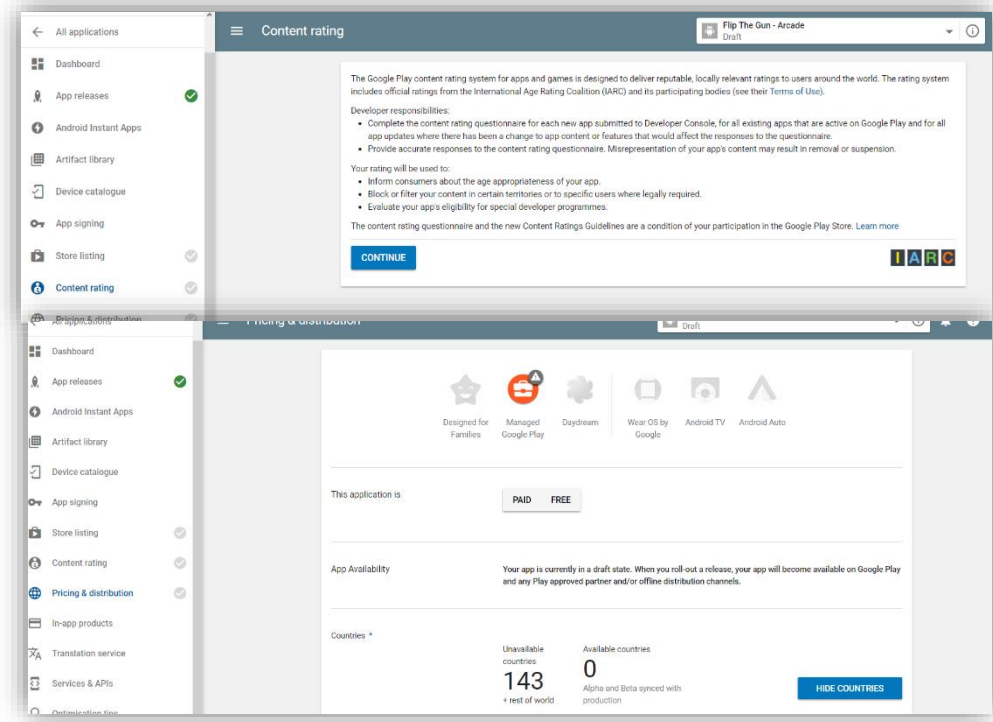 All applications
Content rating
Flip The Gun - Arcade
Draft
Dashboard
App releases
Android Instant Apps
Artifact library
Device catalogue
App signing
Store listing
Content rating
Pricing & distribution
The Google Play content rating system for apps and games is designed to deliver reputable, locally relevant ratings to users around the world. The rating system
includes official ratings from the International Age Rating Coalition (IARC) and its participating bodies (see their Terms of Use).
Developer responsibilities:
• Complete the content rating questionnaire for each new app submitted to Developer Console, for all existing apps that are active on Google Play and for all
app updates where there has been a change to app content or features that would affect the responses to the questionnaire.
• Provide accurate responses to the content rating questionnaire. Misrepresentation of your app's content may result in removal or suspension.
Your rating will be used to:
• Inform consumers about the age appropriateness of your app.
• Block or filter your content in certain territories or to specific users where legally required.
• Evaluate your app's eligibility for special developer programmes.
The content rating questionnaire and the new Content Ratings Guidelines are a condition of your participation in the Google Play Store. Learn more
CONTINUE
IARC
All applications
Pricing & distribution
Draft
Dashboard
App releases
Android Instant Apps
Artifact library
Device catalogue
App signing
Store listing
Content rating
Pricing & distribution
In-app products
Translation service
Services & APIs
Optimisation tips
Designed for
Families
Managed
Google Play
Daydream
Wear OS by
Google
Android TV
Android Auto
This application is
PAID
FREE
App Availability
Your app is currently in a draft state. When you roll-out a release, your app will become available on Google Play
and any Play approved partner and/or offline distribution channels.
Countries *
Unavailable
countries
143
+ rest of world
Available countries
0
Alpha and Beta synced with
production
HIDE COUNTRIES